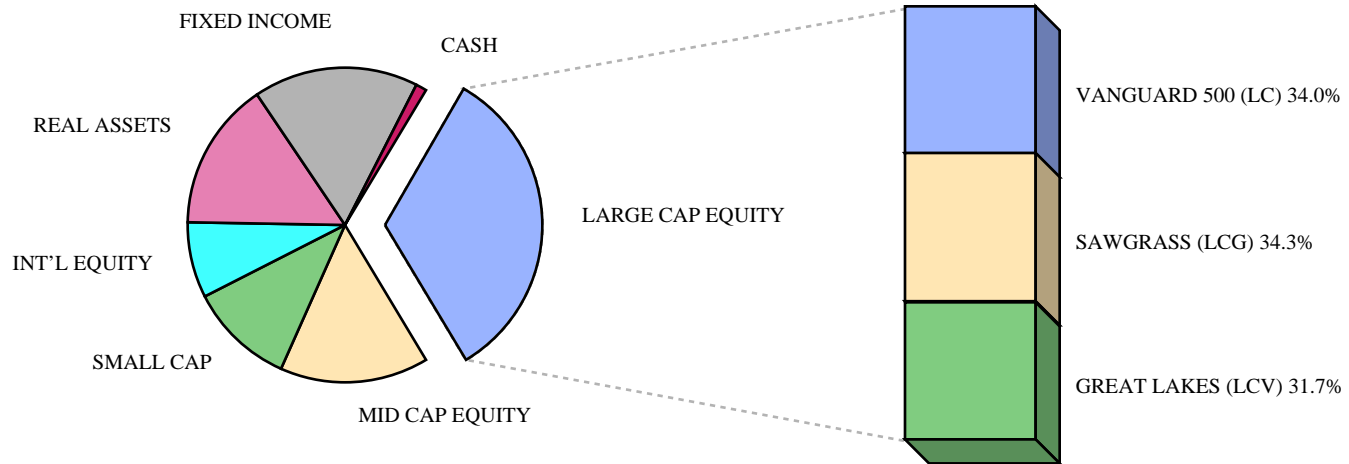 FIXED INCOME
CASH
VANGUARD 500 (LC) 34.0%
REAL ASSETS
LARGE CAP EQUITY
SAWGRASS (LCG) 34.3%
INT'L EQUITY
SMALL CAP
GREAT LAKES (LCV) 31.7%
MID CAP EQUITY